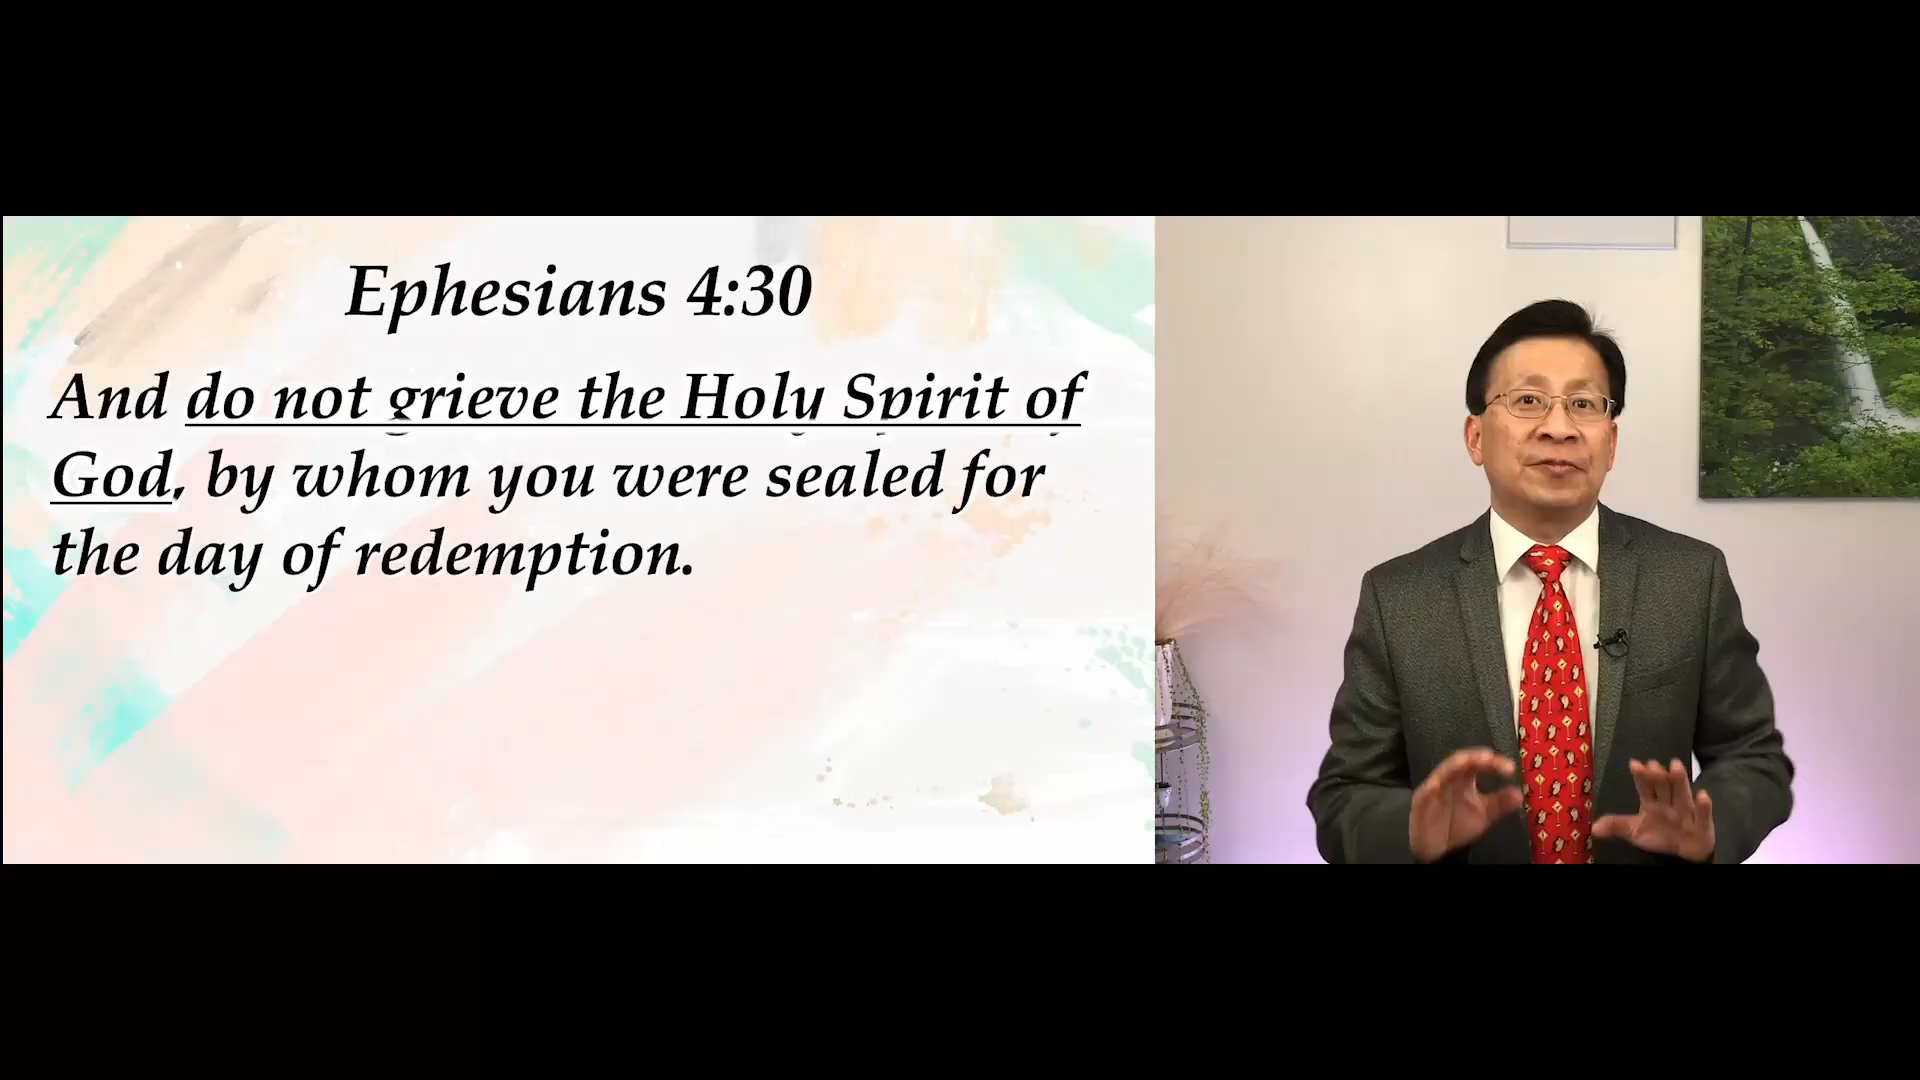 Ephesians 4:30
And do not grieve the Holy Spirit of
God, by whom you were sealed for
the day of redemption.